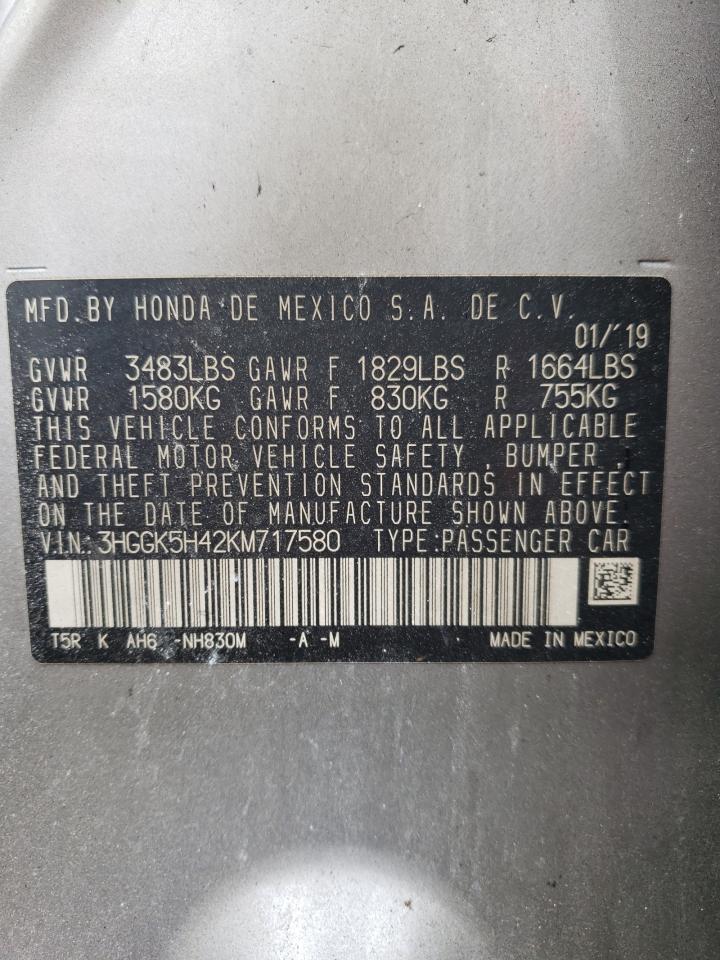 MFD. BY HONDA DE MEXICO S.A. DE C.V.
01/'19
GVWR 3483LBS GAWR F 1829LBS R 1664LBS
GVWR 1580KG GAWR F 830KG R 755KG
THIS VEHICLE CONFORMS TO ALL APPLICABLE
FEDERAL MOTOR VEHICLE SAFETY , BUMPER ,
AND THEFT PREVENTION STANDARDS IN EFFECT
ON THE DATE OF MANUFACTURE SHOWN ABOVE.
V.I.N.:3HGGK5H42KM717580 TYPE:PASSENGER CAR
T5R K AH6 -NH830M -A -M MADE IN MEXICO